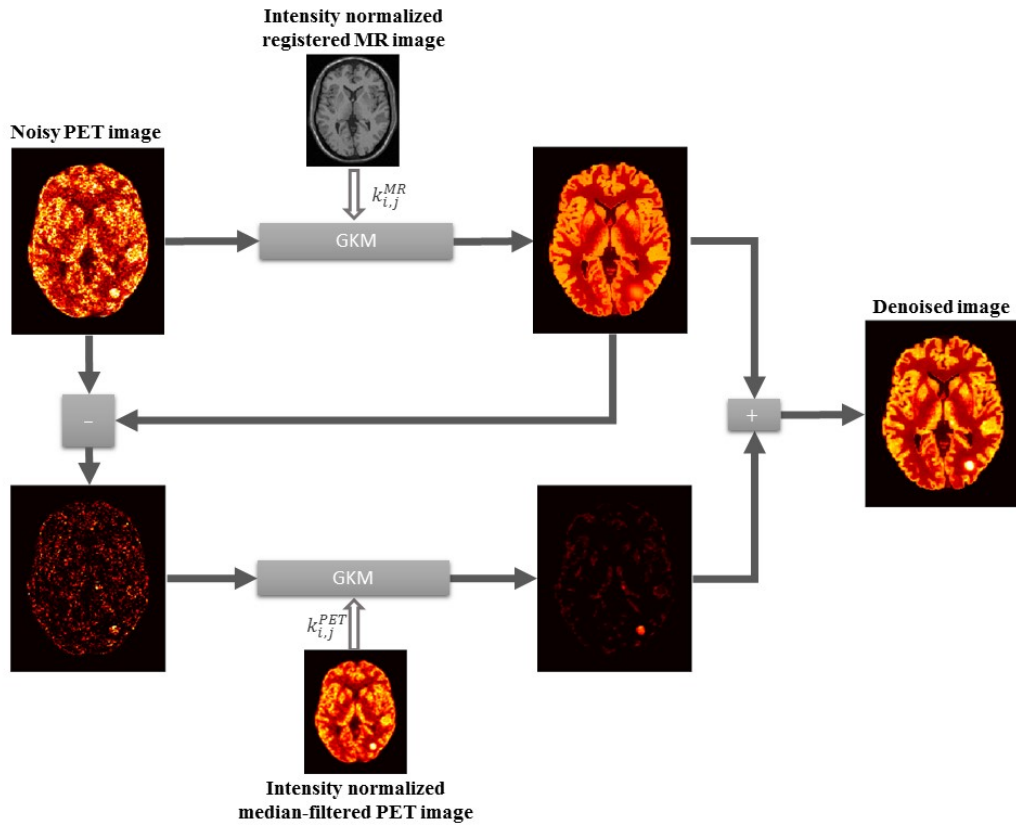 Intensity normalized
registered MR image
Noisy PET image
k_{i,j}^{MR}
GKM
Denoised image
–
+
GKM
k_{i,j}^{PET}
Intensity normalized
median-filtered PET image